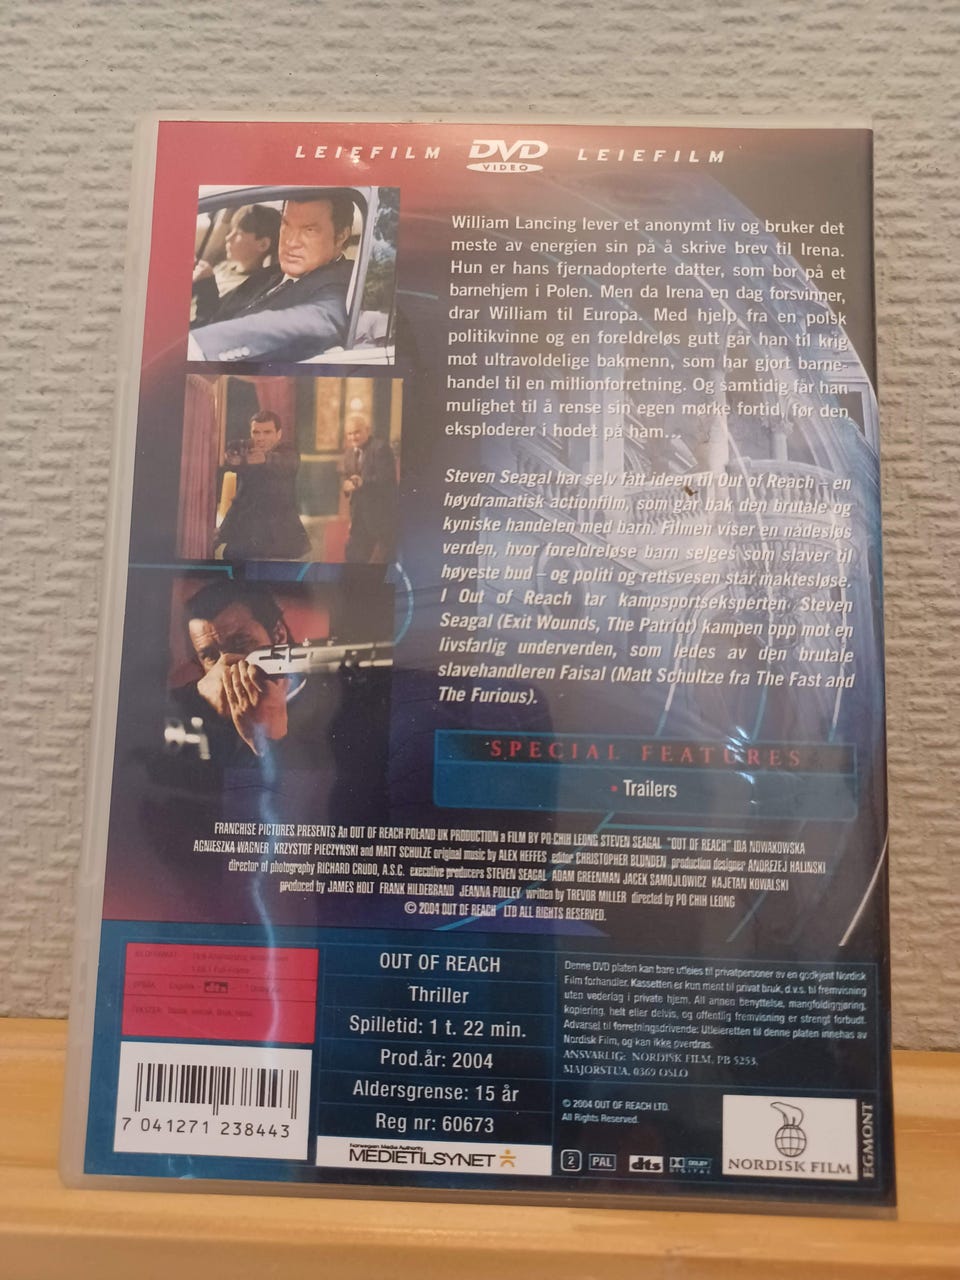 LEIEFILM DVD VIDEO LEIEFILM
William Lancing lever et anonymt liv og bruker det
meste av energien sin på å skrive brev til Irena.
Hun er hans fjernadopterte datter, som bor på et
barnehjem i Polen. Men da Irena en dag forsvinner,
drar William til Europa. Med hjelp fra en polsk
politikvinne og en foreldreløs gutt går han til krig
mot ultravoldelige bakmenn, som har gjort barne-
handel til en millionforretning. Og samtidig får han
mulighet til å rense sin egen mørke fortid, før den
eksploderer i hodet på ham...
Steven Seagal har selv fått ideen til Out of Reach – en
høydramatisk actionfilm, som går bak den brutale og
kyniske handelen med barn. Filmen viser en nådesløs
verden, hvor foreldreløse barn selges som slaver til
høyeste bud – og politi og rettsvesen står maktesløse.
I Out of Reach tar kampsportseksperten Steven
Seagal (Exit Wounds, The Patriot) kampen opp mot en
livsfarlig underverden, som ledes av den brutale
slavehandleren Faisal (Matt Schultze fra The Fast and
The Furious).
SPECIAL FEATURES
• Trailers
FRANCHISE PICTURES PRESENTS An OUT OF REACH-POLAND UK PRODUCTION a FILM BY PO-CHIH LEONG STEVEN SEAGAL "OUT OF REACH" IDA NOWAKOWSKA
AGNIESZKA WAGNER KRZYSTOF PIECZYNSKI and MATT SCHULZE original music by ALEX HEFFES editor CHRISTOPHER BLUNDEN production designer ANDRZEJ HALINSKI
director of photography RICHARD CRUDO, A.S.C. executive producers STEVEN SEAGAL ADAM GREENMAN JACEK SAMOJLOWICZ KAJETAN KOWALSKI
produced by JAMES HOLT FRANK HILDEBRAND JEANNA POLLEY written by TREVOR MILLER directed by PO CHIH LEONG
© 2004 OUT OF REACH LTD ALL RIGHTS RESERVED.
BILDFORMAT:
SPRÅK: Engelsk - dts
TEKSTER: Dansk, norsk,
7 041271 238443
OUT OF REACH
Thriller
Spilletid: 1 t. 22 min.
Prod.år: 2004
Aldersgrense: 15 år
Reg nr: 60673
Norwegian Media Authority
MEDIETILSYNET
Denne DVD platen kan bare utleies til privatpersoner av en godkjent Nordisk
Film forhandler. Kassetten er kun ment til privat bruk, d.v.s. til fremvisning
uten vederlag i private hjem. All annen benyttelse, mangfoldiggjøring,
kopiering, helt eller delvis, og offentlig fremvisning er strengt forbudt.
Advarsel til forretningsdrivende: Utleieretten til denne platen innehas av
Nordisk Film, og kan ikke overdras.
ANSVARLIG: NORDISK FILM, PB 5253,
MAJORSTUA, 0369 OSLO
© 2004 OUT OF REACH LTD.
All Rights Reserved.
2 PAL dts DOLBY DIGITAL
NORDISK FILM
EGMONT